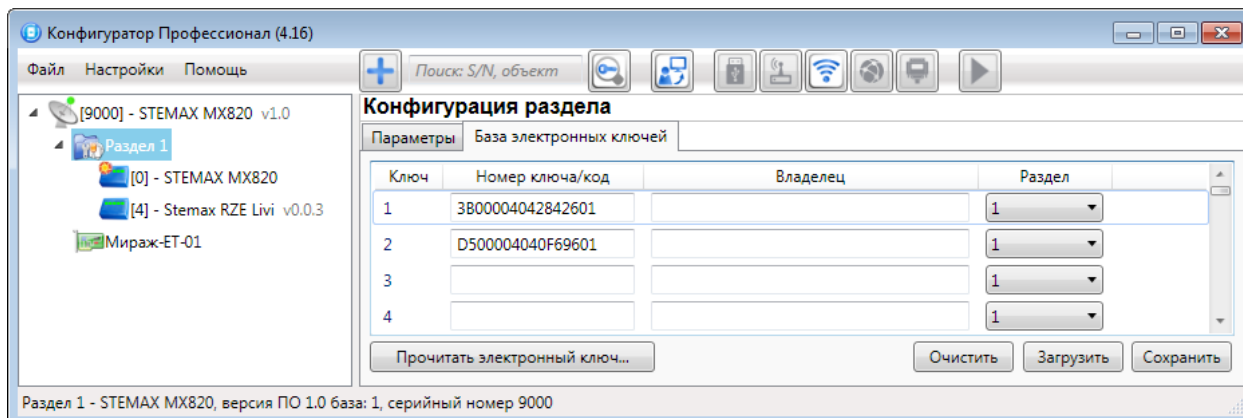 Конфигуратор Профессионал (4.16)
Файл Настройки Помощь
Поиск: S/N, объект
[9000] - STEMAX MX820 v1.0
Раздел 1
[0] - STEMAX MX820
[4] - Stemax RZE Livi v0.0.3
Мираж-ET-01
Конфигурация раздела
Параметры База электронных ключей
Ключ Номер ключа/код Владелец Раздел
1 3B00004042842601 1
2 D500004040F69601 1
3 1
4 1
Прочитать электронный ключ... Очистить Загрузить Сохранить
Раздел 1 - STEMAX MX820, версия ПО 1.0 база: 1, серийный номер 9000